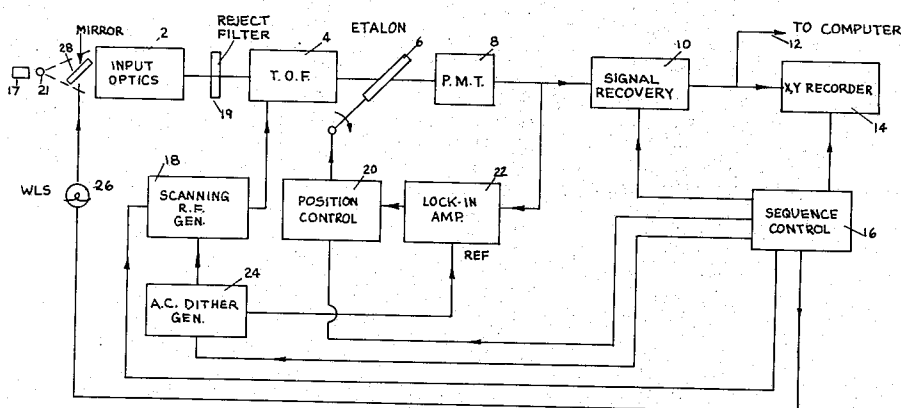 REJECT
FILTER
ETALON
MIRROR
2
4
6
8
TO COMPUTER
28
10
12
INPUT
OPTICS
T.O.F.
P.M.T.
SIGNAL
RECOVERY
X,Y RECORDER
17
21
19
14
18
20
22
WLS
26
SCANNING
R.F.
GEN.
POSITION
CONTROL
LOCK-IN
AMP.
SEQUENCE
CONTROL
16
REF
24
A.C. DITHER
GEN.